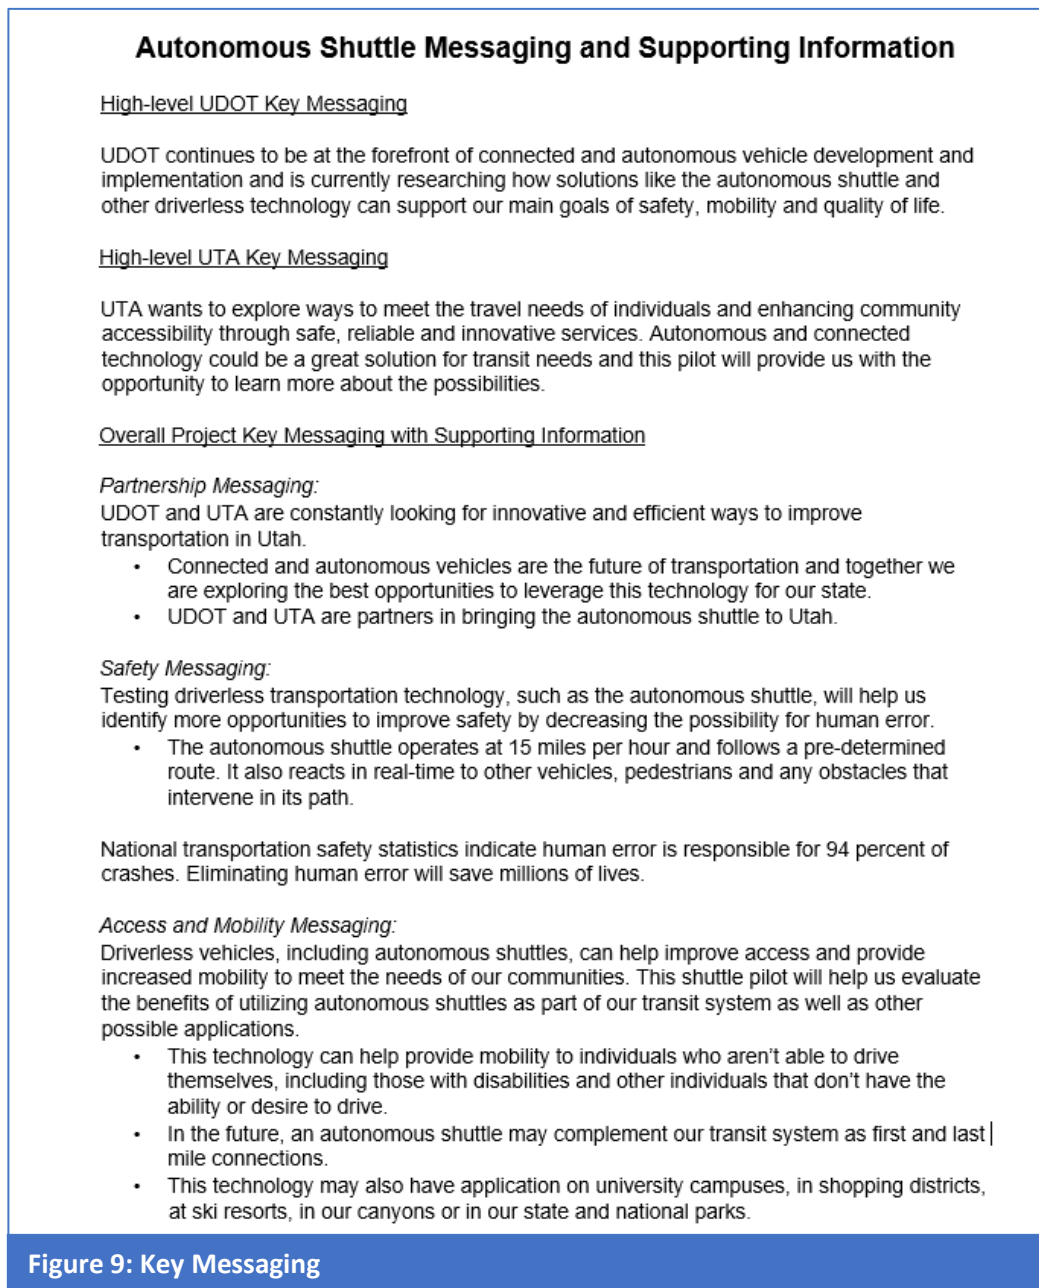 Autonomous Shuttle Messaging and Supporting Information
High-level UDOT Key Messaging
UDOT continues to be at the forefront of connected and autonomous vehicle development and
implementation and is currently researching how solutions like the autonomous shuttle and
other driverless technology can support our main goals of safety, mobility and quality of life.
High-level UTA Key Messaging
UTA wants to explore ways to meet the travel needs of individuals and enhancing community
accessibility through safe, reliable and innovative services. Autonomous and connected
technology could be a great solution for transit needs and this pilot will provide us with the
opportunity to learn more about the possibilities.
Overall Project Key Messaging with Supporting Information
Partnership Messaging:
UDOT and UTA are constantly looking for innovative and efficient ways to improve
transportation in Utah.
• Connected and autonomous vehicles are the future of transportation and together we
are exploring the best opportunities to leverage this technology for our state.
• UDOT and UTA are partners in bringing the autonomous shuttle to Utah.
Safety Messaging:
Testing driverless transportation technology, such as the autonomous shuttle, will help us
identify more opportunities to improve safety by decreasing the possibility for human error.
• The autonomous shuttle operates at 15 miles per hour and follows a pre-determined
route. It also reacts in real-time to other vehicles, pedestrians and any obstacles that
intervene in its path.
National transportation safety statistics indicate human error is responsible for 94 percent of
crashes. Eliminating human error will save millions of lives.
Access and Mobility Messaging:
Driverless vehicles, including autonomous shuttles, can help improve access and provide
increased mobility to meet the needs of our communities. This shuttle pilot will help us evaluate
the benefits of utilizing autonomous shuttles as part of our transit system as well as other
possible applications.
• This technology can help provide mobility to individuals who aren't able to drive
themselves, including those with disabilities and other individuals that don't have the
ability or desire to drive.
• In the future, an autonomous shuttle may complement our transit system as first and last
mile connections.
• This technology may also have application on university campuses, in shopping districts,
at ski resorts, in our canyons or in our state and national parks.
Figure 9: Key Messaging